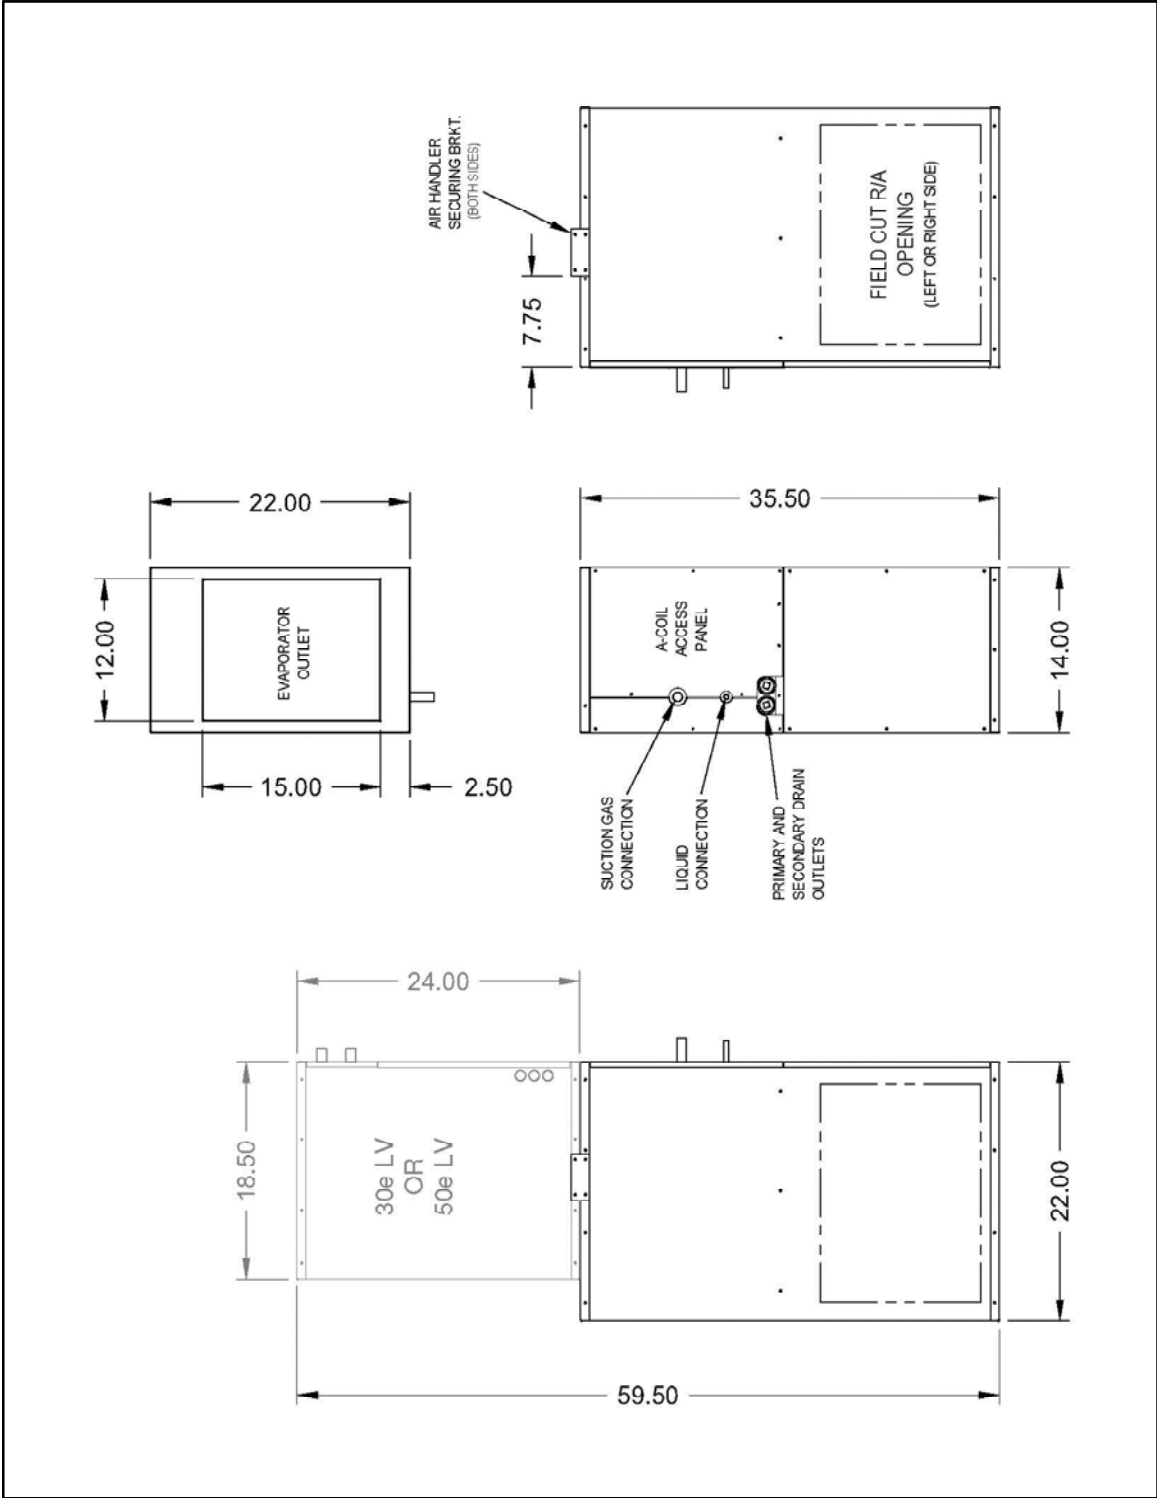 AIR HANDLER
SECURING BRKT.
(BOTH SIDES)
7.75
FIELD CUT R/A
OPENING
(LEFT OR RIGHT SIDE)
22.00
12.00
EVAPORATOR
OUTLET
15.00
2.50
35.50
A-COIL
ACCESS
PANEL
14.00
SUCTION GAS
CONNECTION
LIQUID
CONNECTION
PRIMARY AND
SECONDARY DRAIN
OUTLETS
24.00
18.50
30e LV
OR
50e LV
22.00
59.50